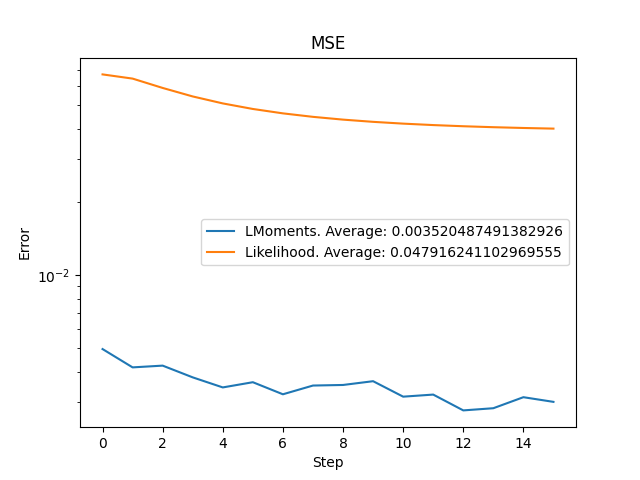 MSE
Error
10⁻²
LMoments. Average: 0.003520487491382926
Likelihood. Average: 0.047916241102969555
0 2 4 6 8 10 12 14
Step